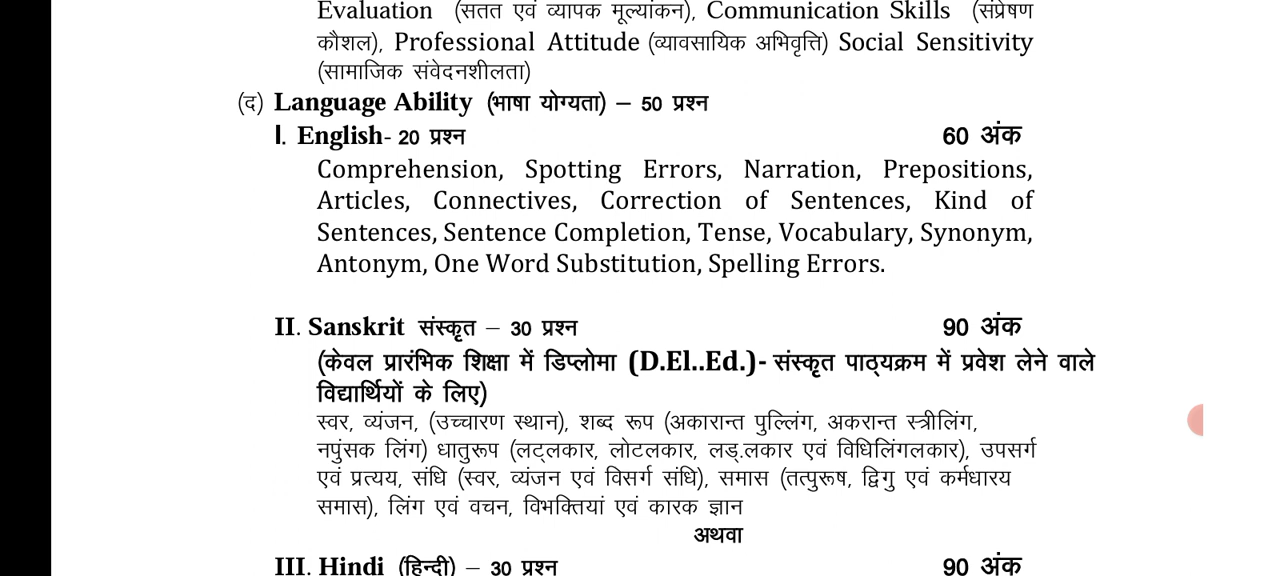 Evaluation (सतत एवं व्यापक मूल्यांकन), Communication Skills (संप्रेषण
कौशल), Professional Attitude (व्यावसायिक अभिवृत्ति) Social Sensitivity
(सामाजिक संवेदनशीलता)
(द) Language Ability (भाषा योग्यता) – 50 प्रश्न
I. English- 20 प्रश्न 60 अंक
Comprehension, Spotting Errors, Narration, Prepositions,
Articles, Connectives, Correction of Sentences, Kind of
Sentences, Sentence Completion, Tense, Vocabulary, Synonym,
Antonym, One Word Substitution, Spelling Errors.
II. Sanskrit संस्कृत – 30 प्रश्न 90 अंक
(केवल प्रारंभिक शिक्षा में डिप्लोमा (D.El..Ed.)- संस्कृत पाठ्यक्रम में प्रवेश लेने वाले
विद्यार्थियों के लिए)
स्वर, व्यंजन, (उच्चारण स्थान), शब्द रूप (अकारान्त पुल्लिंग, अकरान्त स्त्रीलिंग,
नपुंसक लिंग) धातुरूप (लट्लकार, लोटलकार, लड्.लकार एवं विधिलिंगलकार), उपसर्ग
एवं प्रत्यय, संधि (स्वर, व्यंजन एवं विसर्ग संधि), समास (तत्पुरूष, द्विगु एवं कर्मधारय
समास), लिंग एवं वचन, विभक्तियां एवं कारक ज्ञान
अथवा
III. Hindi (हिन्दी) – 30 प्रश्न 90 अंक